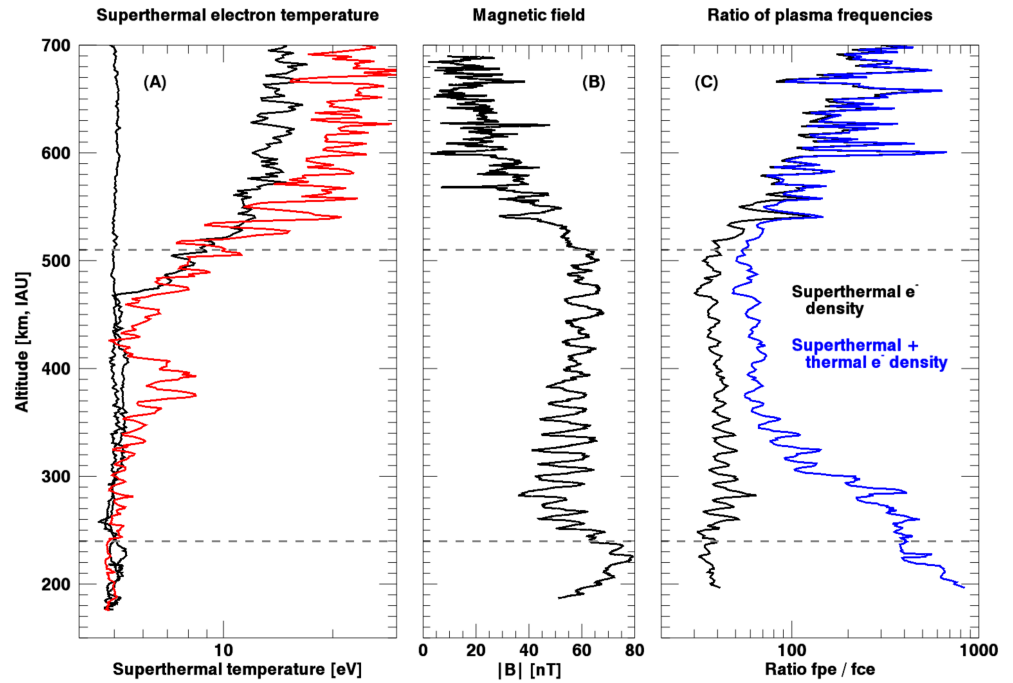 Superthermal electron temperature
Magnetic field
Ratio of plasma frequencies
700
600
500
400
300
200
Altitude [km, IAU]
(A)
(B)
(C)
Superthermal e-
density
Superthermal +
thermal e- density
10
0 20 40 60 80
100 1000
Superthermal temperature [eV]
|B| [nT]
Ratio fpe / fce